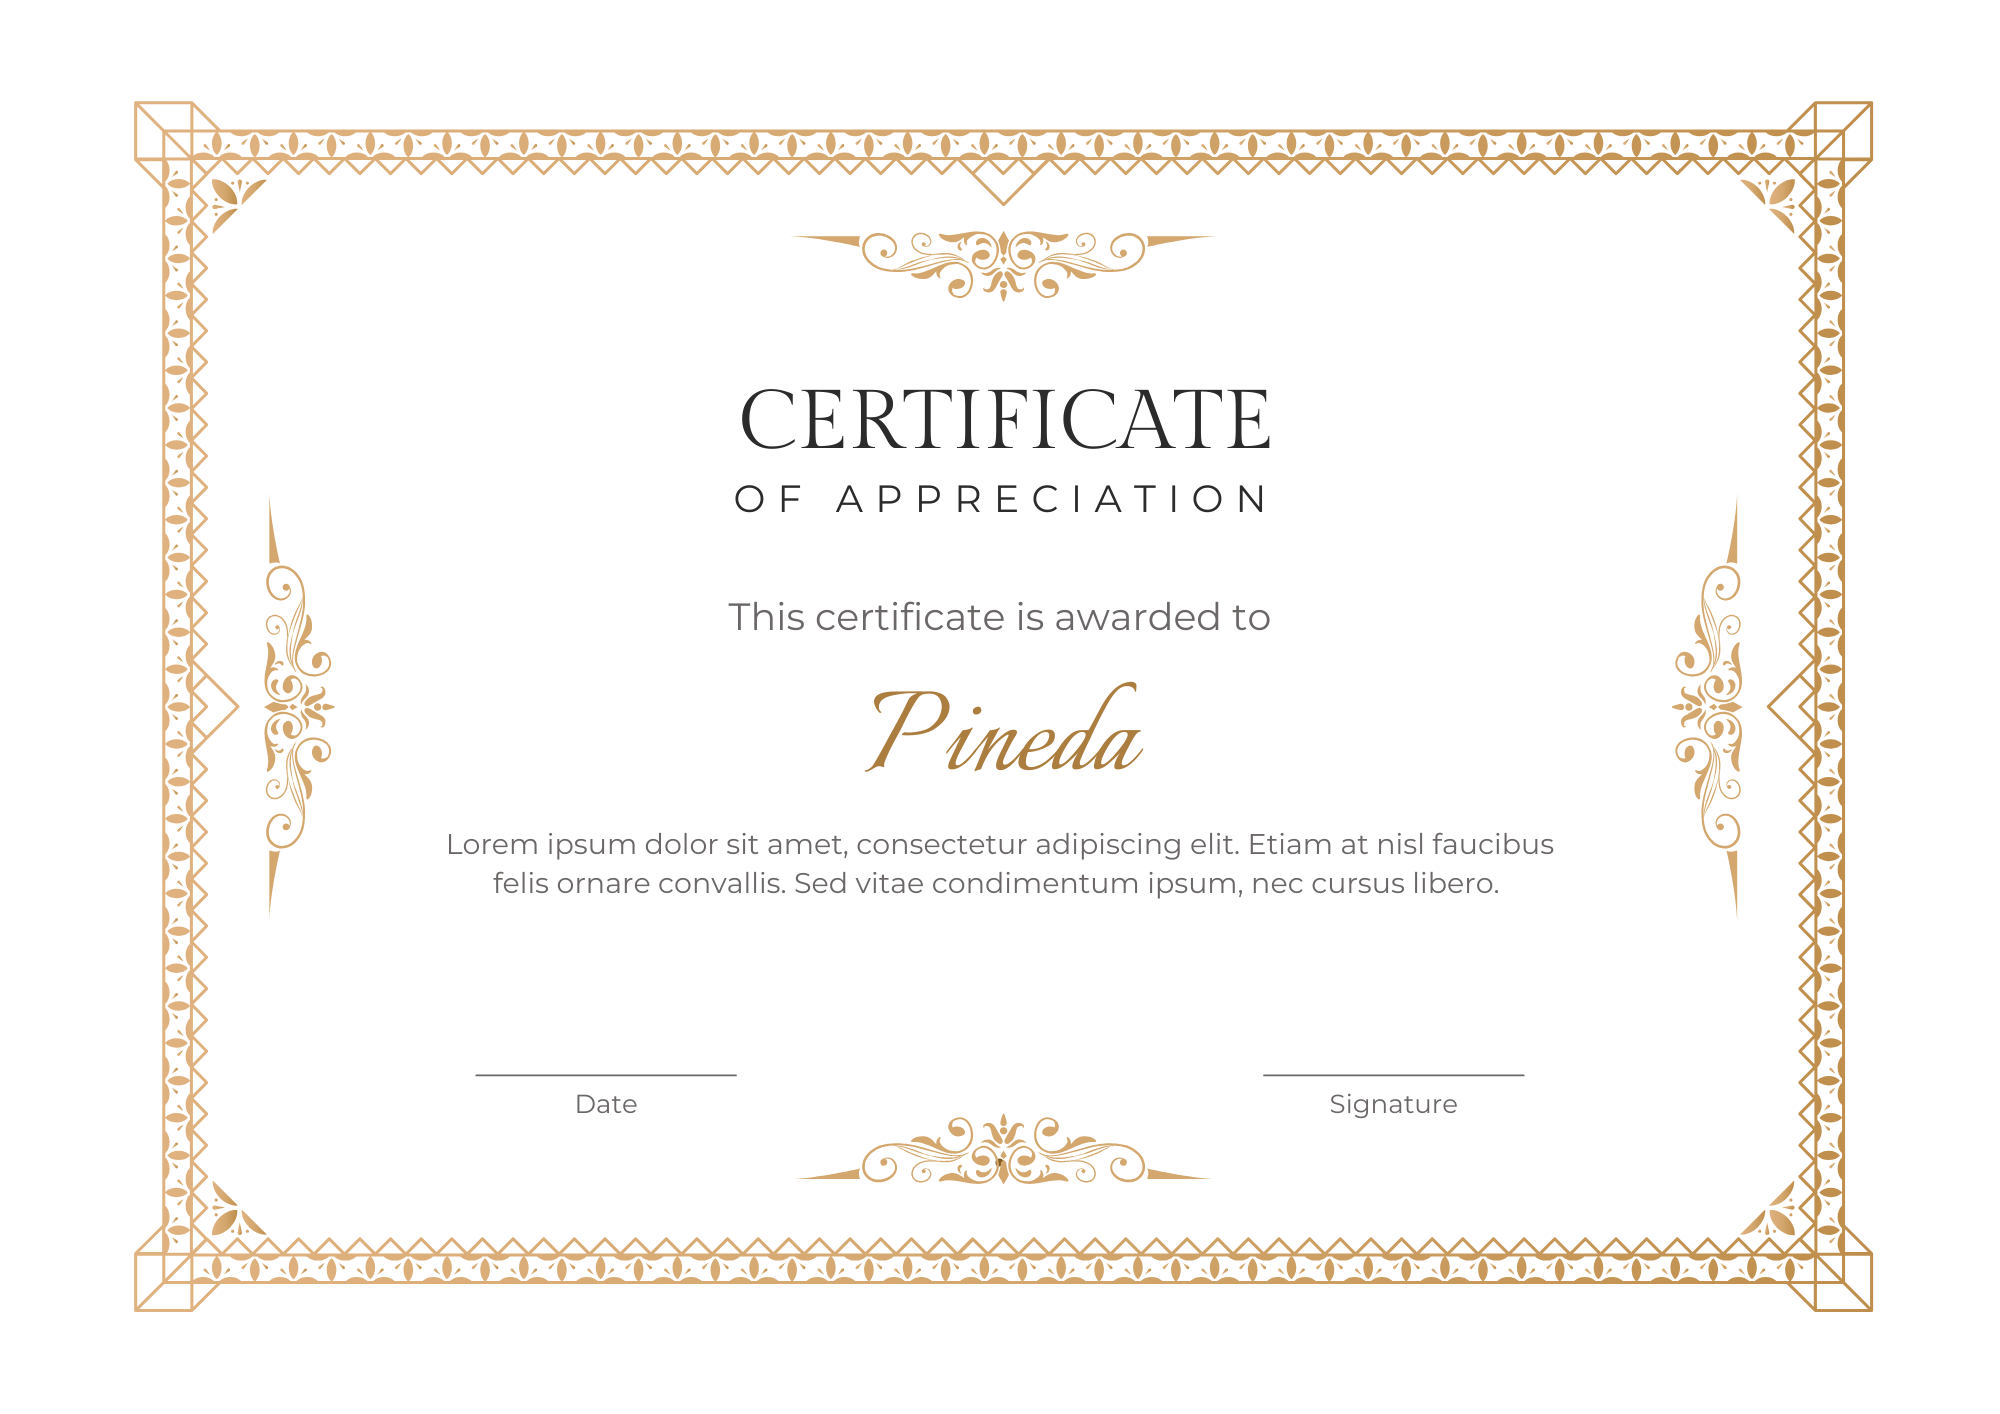 CERTIFICATE
OF APPRECIATION
This certificate is awarded to
Pineda
Lorem ipsum dolor sit amet, consectetur adipiscing elit. Etiam at nisl faucibus
felis ornare convallis. Sed vitae condimentum ipsum, nec cursus libero.
Date
Signature